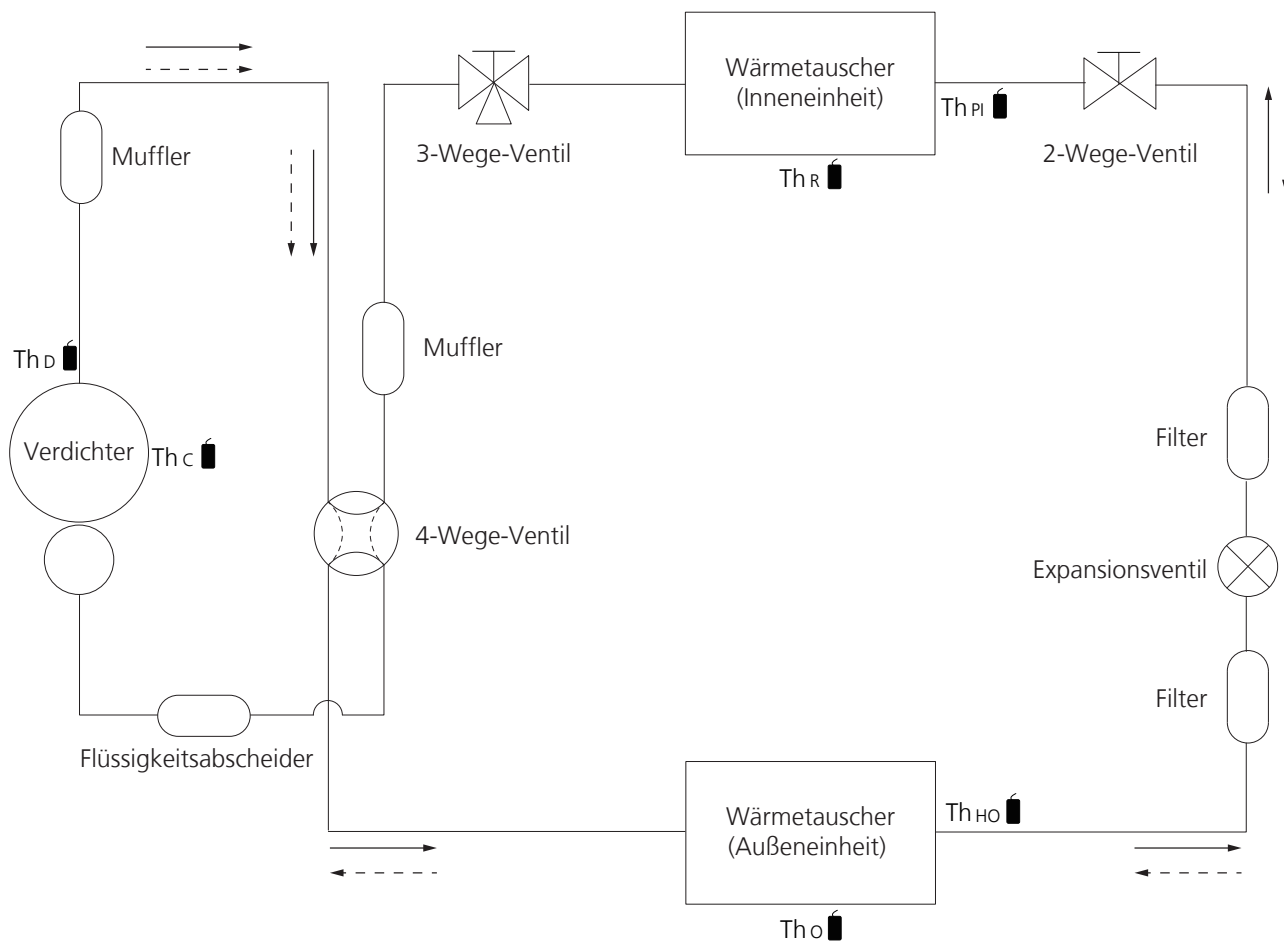 Wärmetauscher
(Inneneinheit)
Th PI
Muffler
3-Wege-Ventil
2-Wege-Ventil
Th R
Th D
Muffler
Verdichter
Th C
Filter
4-Wege-Ventil
Expansionsventil
Filter
Flüssigkeitsabscheider
Wärmetauscher
(Außeneinheit)
Th HO
Th O